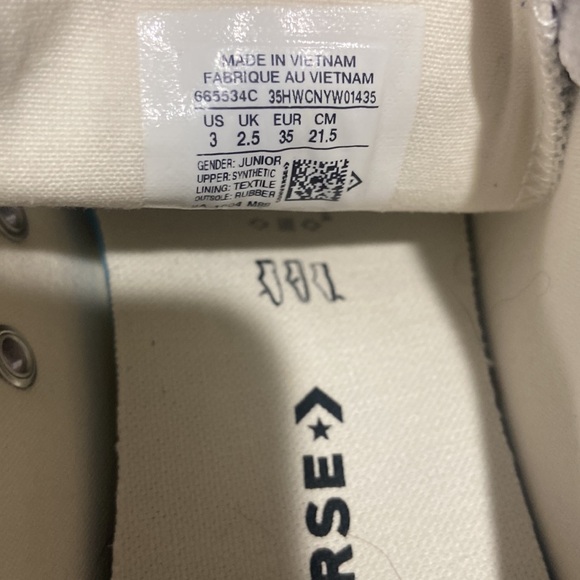 MADE IN VIETNAM
FABRIQUE AU VIETNAM
665534C 35HWCNYW01435
US UK EUR CM
3 2.5 35 21.5
GENDER: JUNIOR
UPPER: SYNTHETIC
LINING: TEXTILE
OUTSOLE: RUBBER
RSE